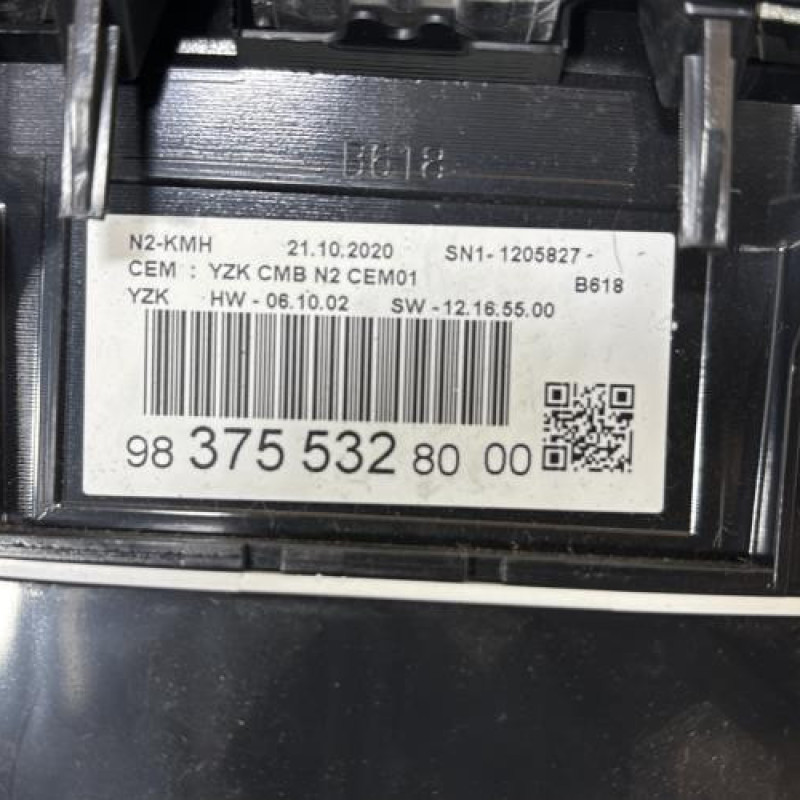 B618
N2-KMH 21.10.2020 SN1- 1205827 -
CEM : YZK CMB N2 CEM01 B618
YZK HW - 06.10.02 SW - 12.16.55.00
98 375 532 80 00